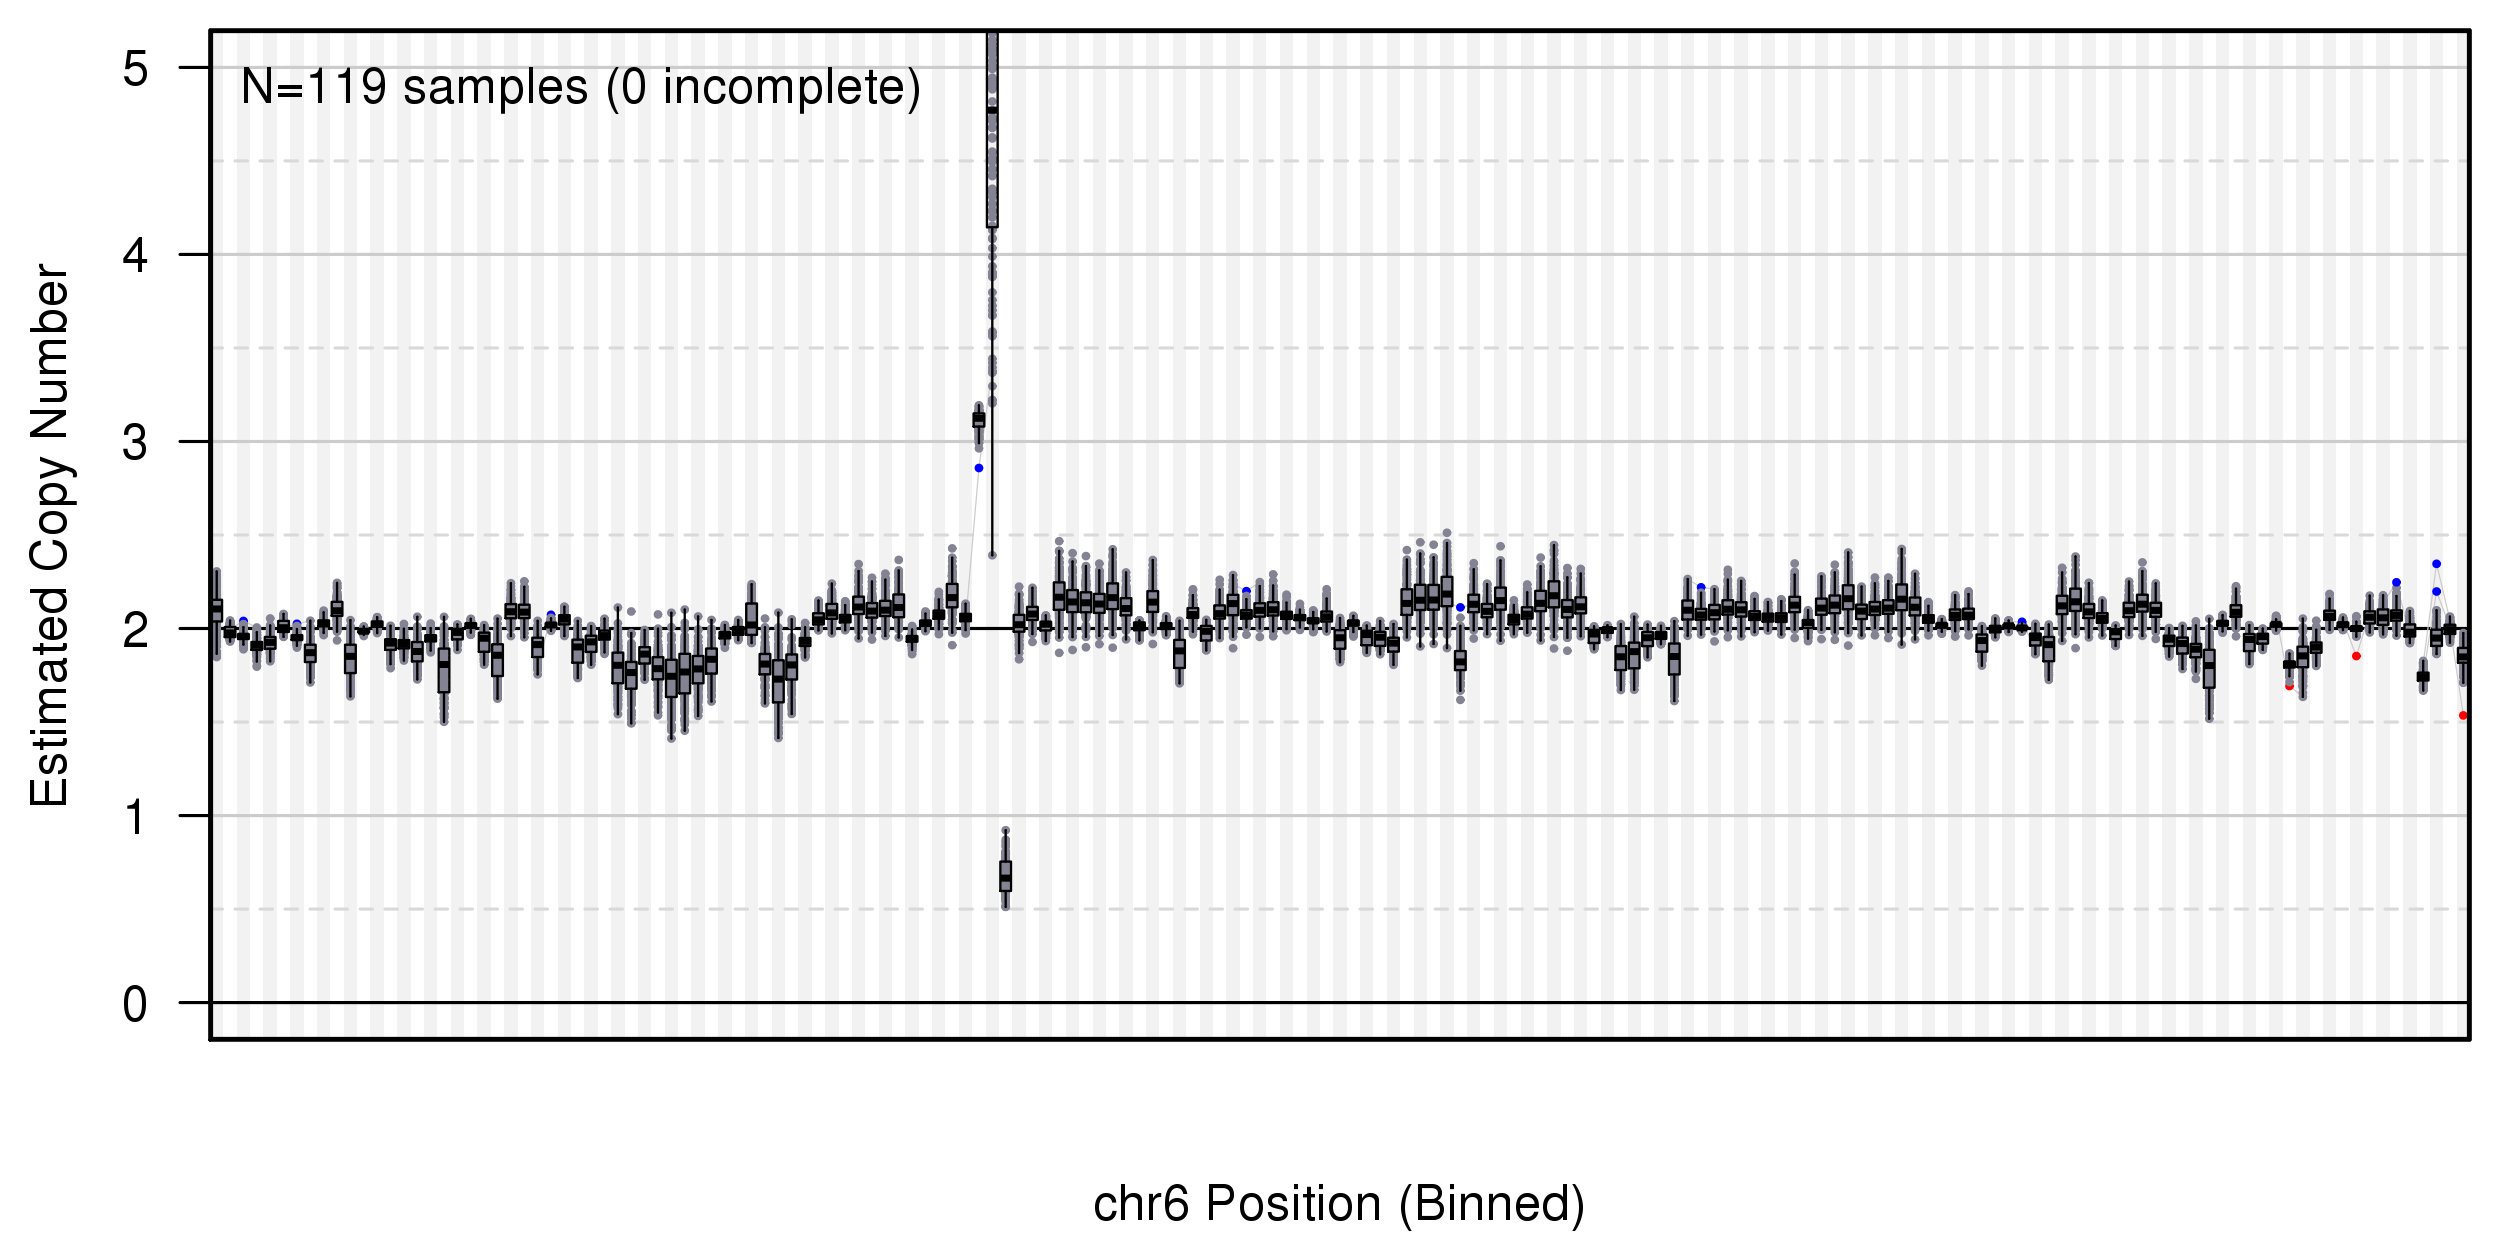 N=119 samples (0 incomplete)
5
4
3
2
1
0
Estimated Copy Number
chr6 Position (Binned)